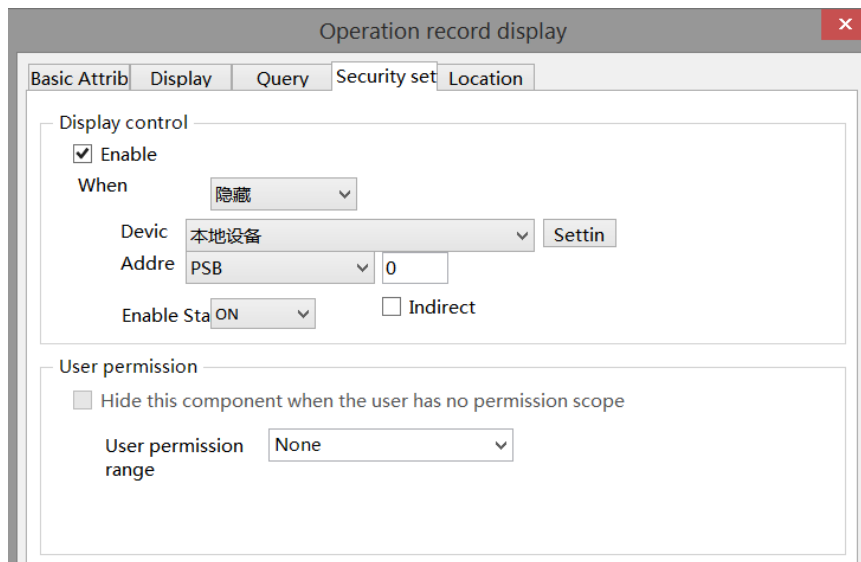 Operation record display
Basic Attrib Display Query Security set Location
Display control
Enable
When 隐藏
Devic 本地设备 Settin
Addre PSB 0
Enable Sta ON Indirect
User permission
Hide this component when the user has no permission scope
User permission None
range